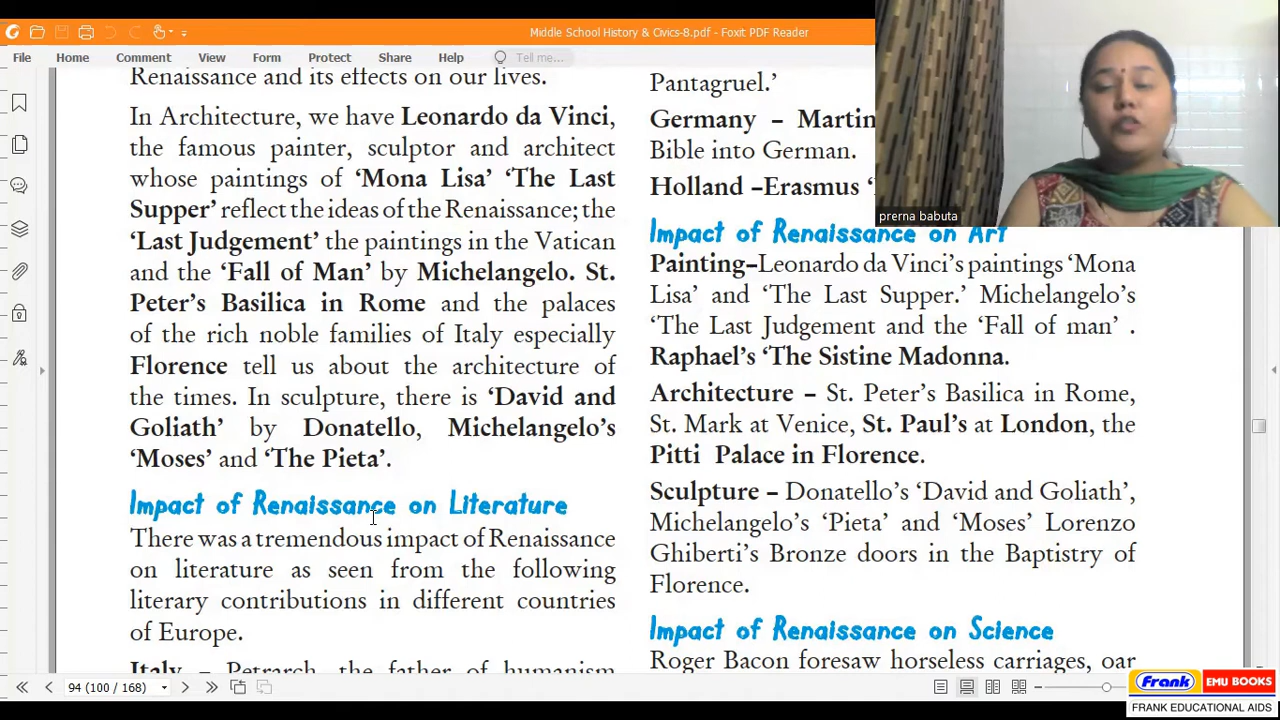 Middle School History & Civics-8.pdf - Foxit PDF Reader
File Home Comment View Form Protect Share Help Tell me...
Renaissance and its effects on our lives.
In Architecture, we have Leonardo da Vinci,
the famous painter, sculptor and architect
whose paintings of ‘Mona Lisa’ ‘The Last
Supper’ reflect the ideas of the Renaissance; the
‘Last Judgement’ the paintings in the Vatican
and the ‘Fall of Man’ by Michelangelo. St.
Peter’s Basilica in Rome and the palaces
of the rich noble families of Italy especially
Florence tell us about the architecture of
the times. In sculpture, there is ‘David and
Goliath’ by Donatello, Michelangelo’s
‘Moses’ and ‘The Pieta’.
Impact of Renaissance on Literature
There was a tremendous impact of Renaissance
on literature as seen from the following
literary contributions in different countries
of Europe.
Italy – Petrarch, the father of humanism
Pantagruel.’
Germany – Martin
Bible into German.
Holland –Erasmus
Impact of Renaissance on Art
Painting–Leonardo da Vinci’s paintings ‘Mona
Lisa’ and ‘The Last Supper.’ Michelangelo’s
‘The Last Judgement and the ‘Fall of man’ .
Raphael’s ‘The Sistine Madonna.
Architecture – St. Peter’s Basilica in Rome,
St. Mark at Venice, St. Paul’s at London, the
Pitti Palace in Florence.
Sculpture – Donatello’s ‘David and Goliath’,
Michelangelo’s ‘Pieta’ and ‘Moses’ Lorenzo
Ghiberti’s Bronze doors in the Baptistry of
Florence.
Impact of Renaissance on Science
Roger Bacon foresaw horseless carriages, oar
prerna babuta
94 (100 / 168)
Frank EMU BOOKS
FRANK EDUCATIONAL AIDS